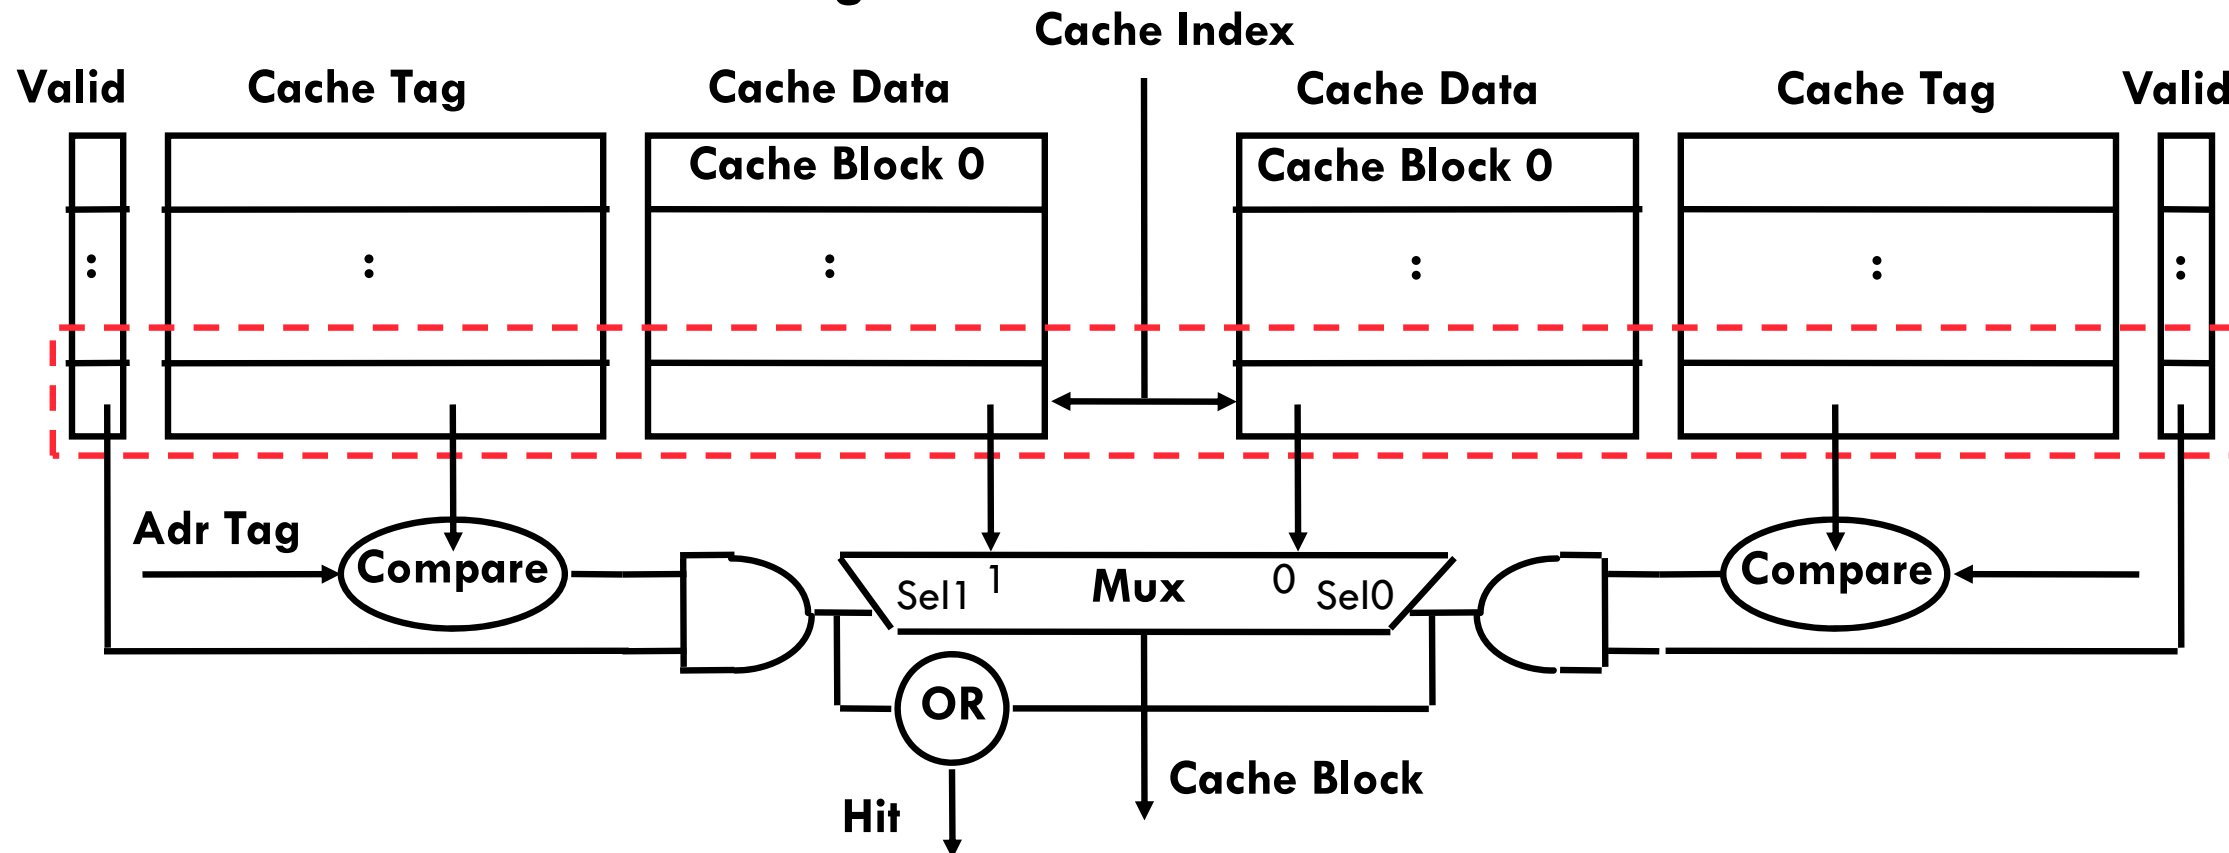 Cache Index
Valid Cache Tag Cache Data Cache Data Cache Tag Valid
Cache Block 0 Cache Block 0
: : : : : :
Adr Tag
Compare Sel1 1 Mux 0 Sel0 Compare
OR
Cache Block
Hit